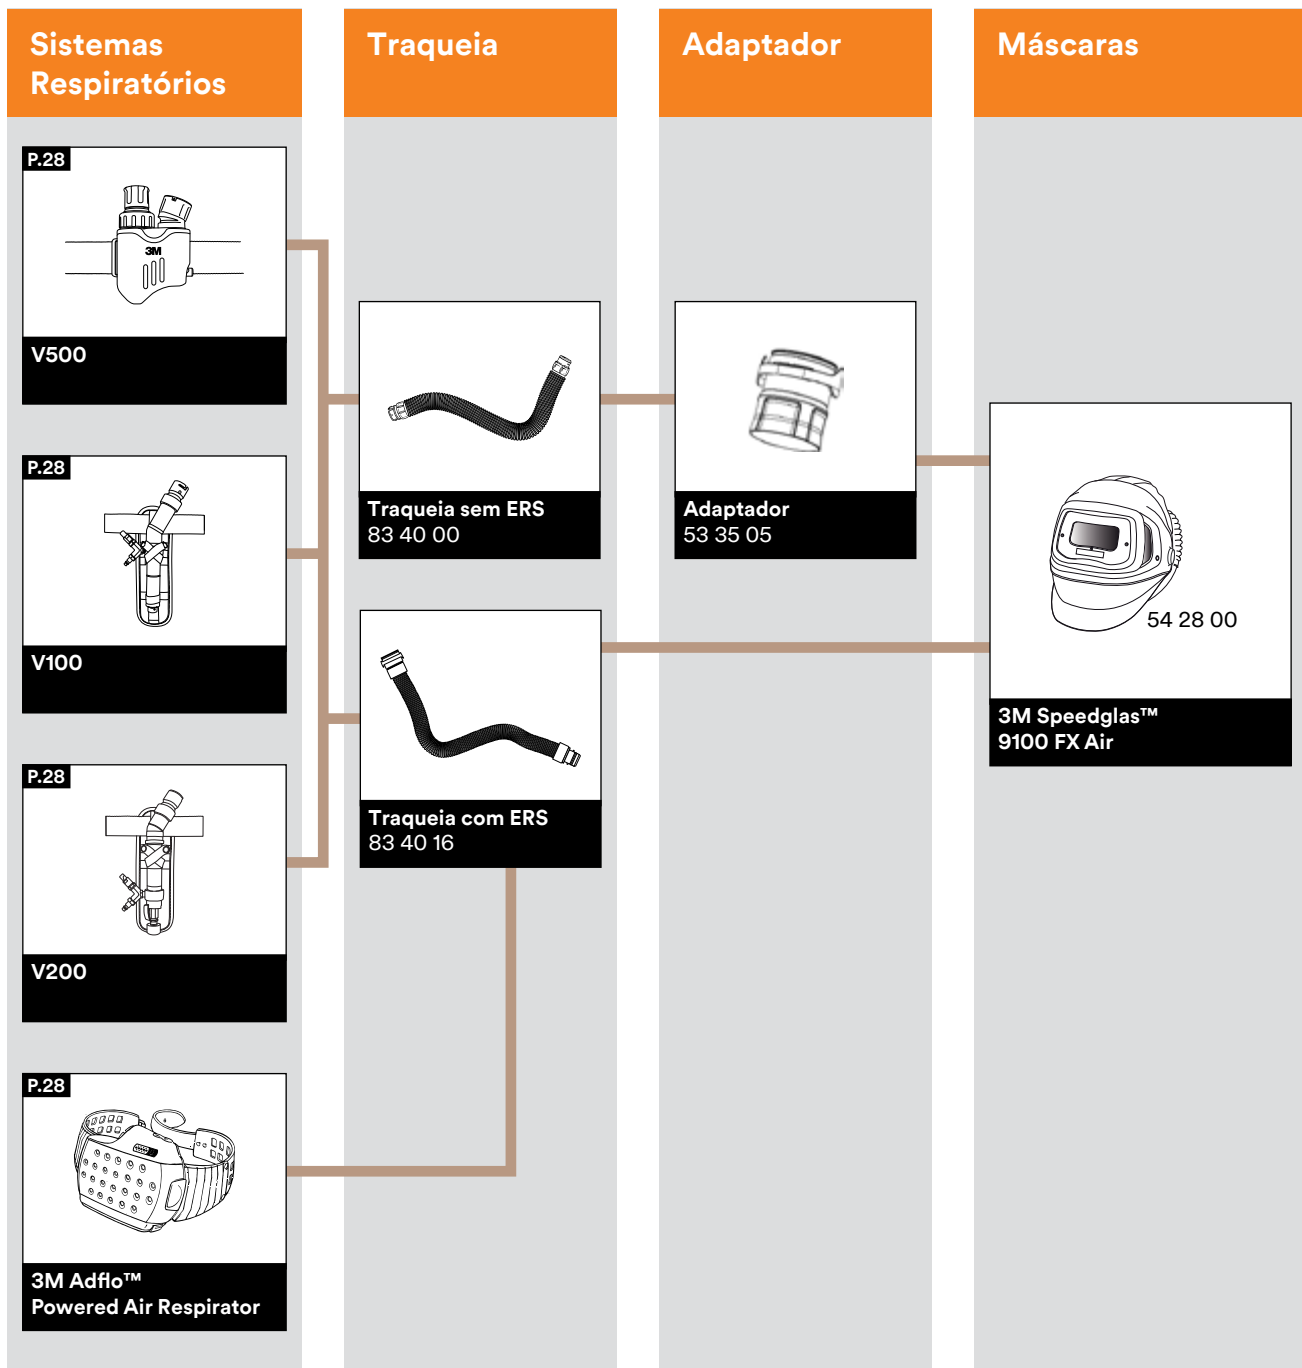 Sistemas
Respiratórios
Traqueia
Adaptador
Máscaras
P.28
3M
V500
P.28
V100
P.28
V200
P.28
3M Adflo™
Powered Air Respirator
Traqueia sem ERS
83 40 00
Traqueia com ERS
83 40 16
Adaptador
53 35 05
54 28 00
3M Speedglas™
9100 FX Air